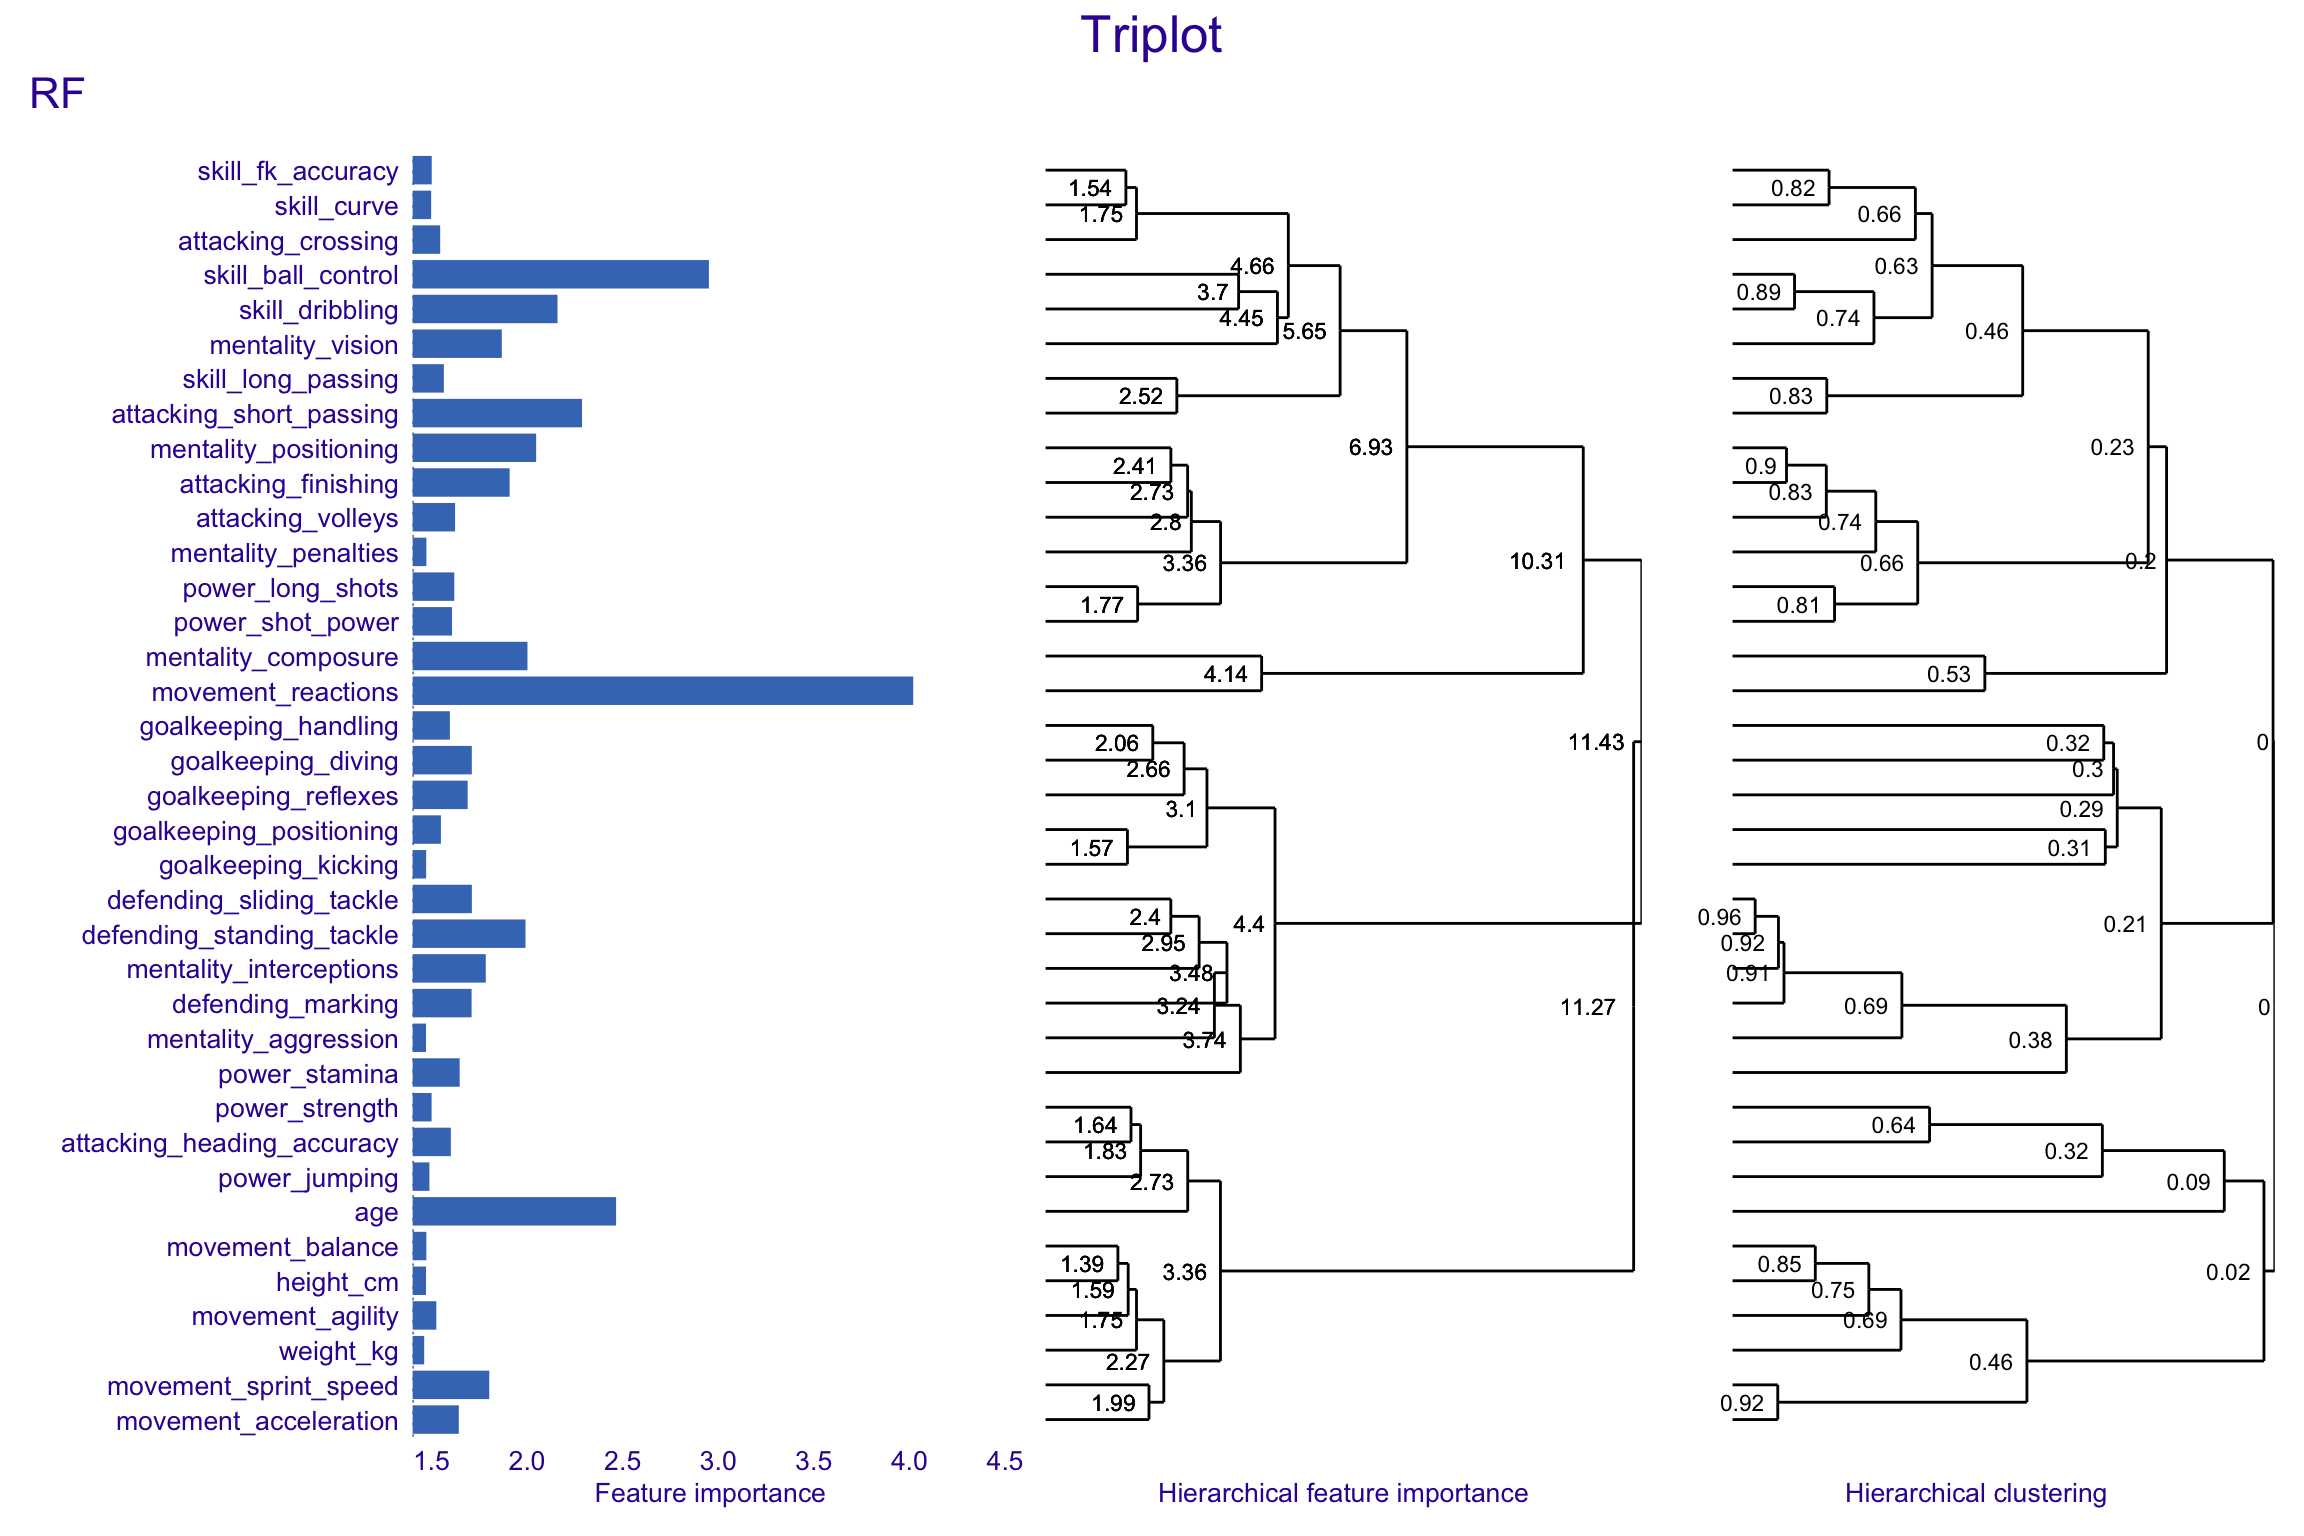 Triplot
RF
skill_fk_accuracy
skill_curve
attacking_crossing
skill_ball_control
skill_dribbling
mentality_vision
skill_long_passing
attacking_short_passing
mentality_positioning
attacking_finishing
attacking_volleys
mentality_penalties
power_long_shots
power_shot_power
mentality_composure
movement_reactions
goalkeeping_handling
goalkeeping_diving
goalkeeping_reflexes
goalkeeping_positioning
goalkeeping_kicking
defending_sliding_tackle
defending_standing_tackle
mentality_interceptions
defending_marking
mentality_aggression
power_stamina
power_strength
attacking_heading_accuracy
power_jumping
age
movement_balance
height_cm
movement_agility
weight_kg
movement_sprint_speed
movement_acceleration
1.5 2.0 2.5 3.0 3.5 4.0 4.5
Feature importance
1.54
1.75
4.66
3.7
4.45
5.65
2.52
6.93
2.41
2.73
2.8
3.36
10.31
1.77
4.14
11.43
2.06
2.66
3.1
1.57
2.4
4.4
2.95
3.48
3.24
11.27
3.74
1.64
1.83
2.73
1.39
3.36
1.59
1.75
2.27
1.99
Hierarchical feature importance
0.82
0.66
0.63
0.89
0.74
0.46
0.83
0.23
0.9
0.83
0.74
0.66
0.2
0.81
0.53
0.32
0
0.3
0.29
0.31
0.96
0.21
0.92
0.91
0.69
0
0.38
0.64
0.32
0.09
0.85
0.02
0.75
0.69
0.46
0.92
Hierarchical clustering